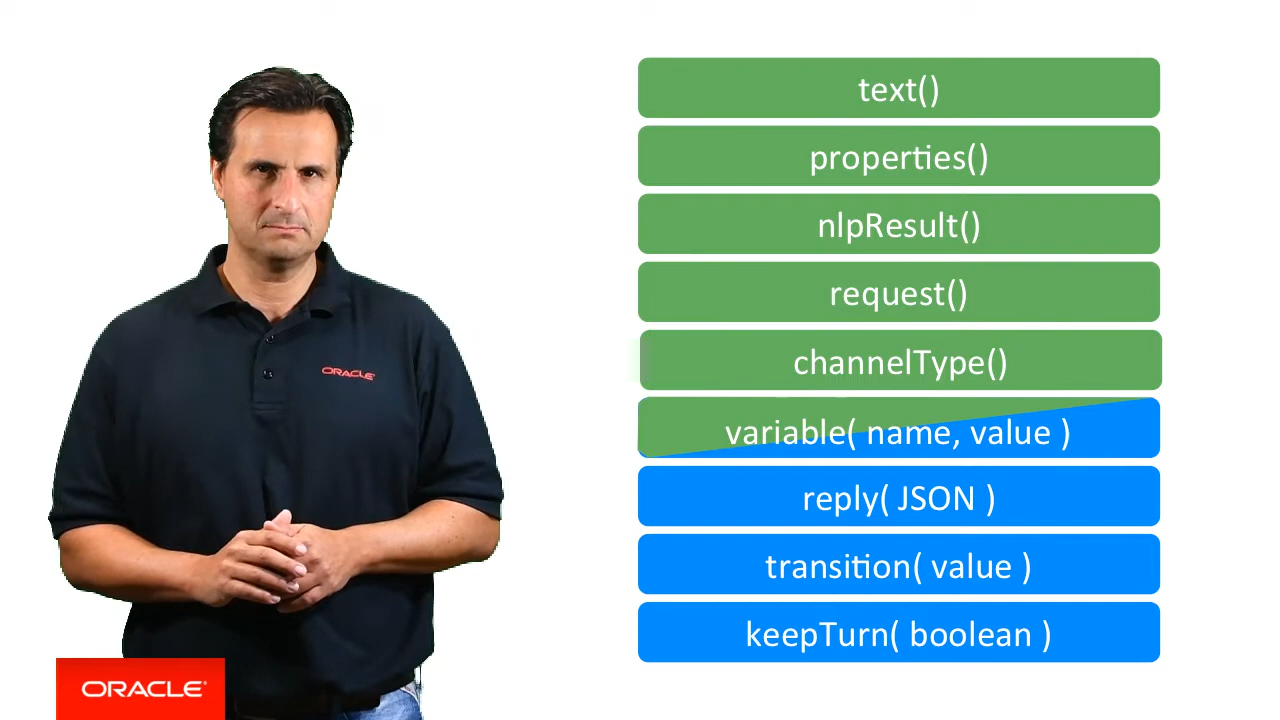 text()
properties()
nlpResult()
request()
channelType()
variable( name, value )
reply( JSON )
transition( value )
keepTurn( boolean )
ORACLE
ORACLE®